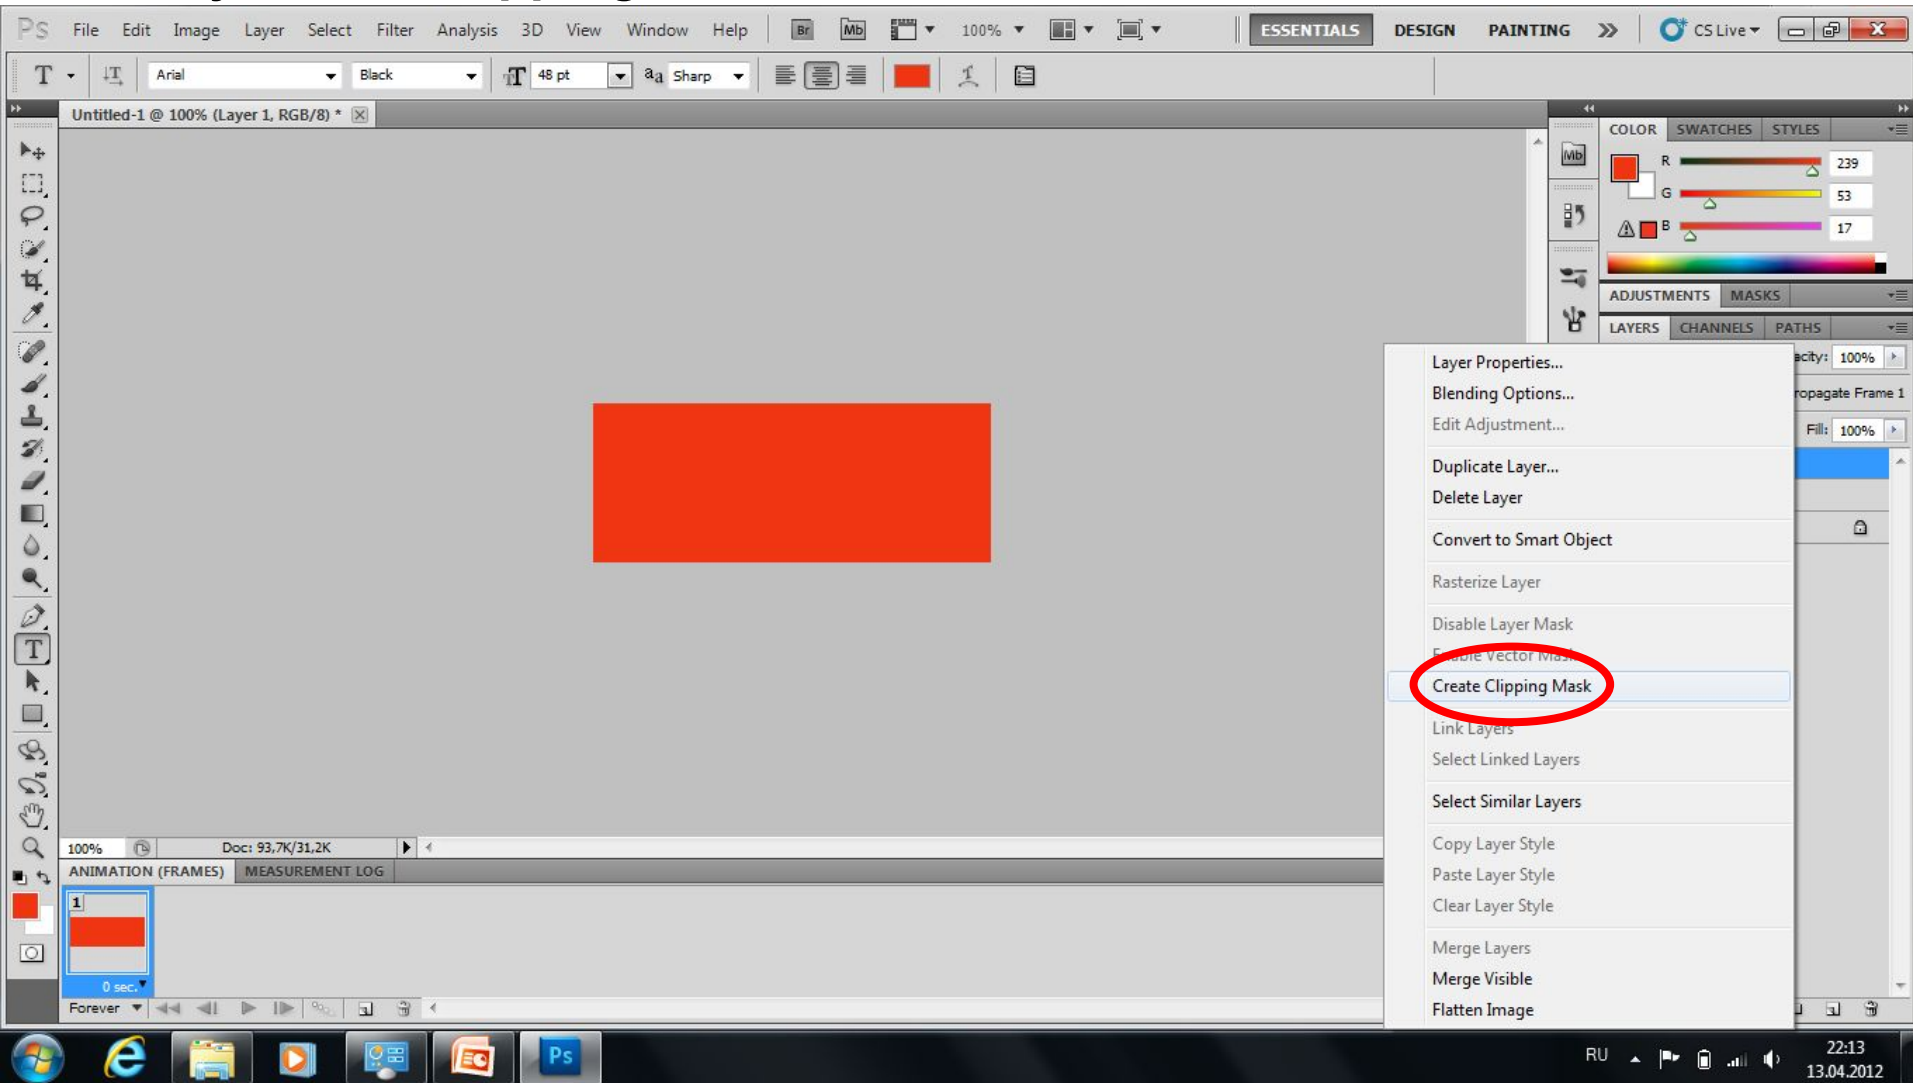 Ps File Edit Image Layer Select Filter Analysis 3D View Window Help Br Mb 100% ESSENTIALS DESIGN PAINTING CS Live
T Arial Black 48 pt Sharp
Untitled-1 @ 100% (Layer 1, RGB/8) *
COLOR SWATCHES STYLES
Mb
R 239
G 53
B 17
ADJUSTMENTS MASKS
LAYERS CHANNELS PATHS
acity: 100%
ropagate Frame 1
Fill: 100%
Layer Properties...
Blending Options...
Edit Adjustment...
Duplicate Layer...
Delete Layer
Convert to Smart Object
Rasterize Layer
Disable Layer Mask
Enable Vector Mask
Create Clipping Mask
Link Layers
Select Linked Layers
Select Similar Layers
Copy Layer Style
Paste Layer Style
Clear Layer Style
Merge Layers
Merge Visible
Flatten Image
100% Doc: 93,7K/31,2K
ANIMATION (FRAMES) MEASUREMENT LOG
1
0 sec.
Forever
Ps
RU
22:13
13.04.2012